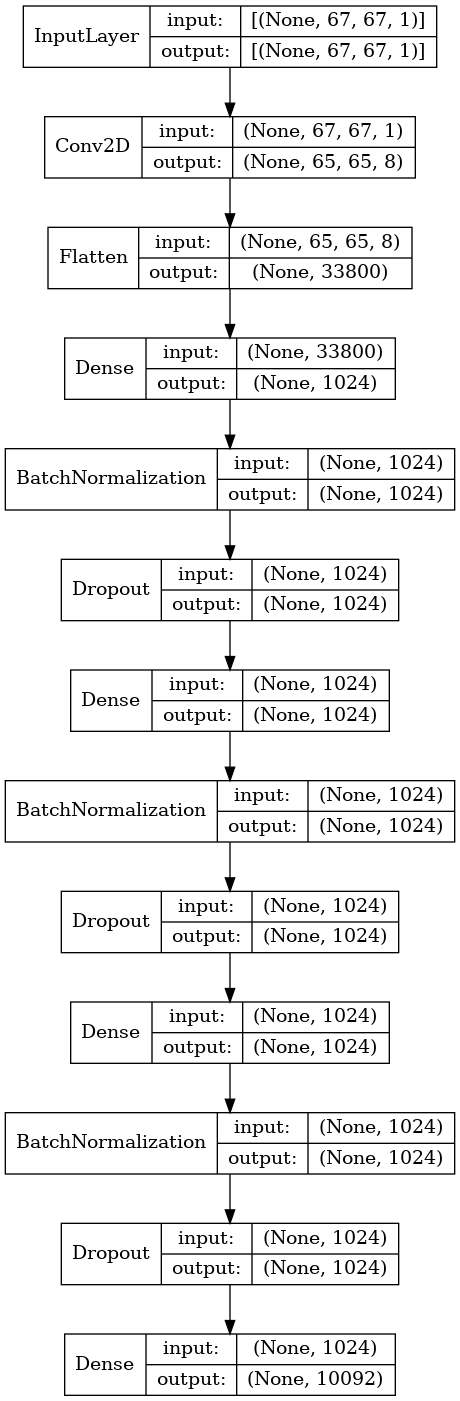 InputLayer
input: [(None, 67, 67, 1)]
output: [(None, 67, 67, 1)]
Conv2D
input: (None, 67, 67, 1)
output: (None, 65, 65, 8)
Flatten
input: (None, 65, 65, 8)
output: (None, 33800)
Dense
input: (None, 33800)
output: (None, 1024)
BatchNormalization
input: (None, 1024)
output: (None, 1024)
Dropout
input: (None, 1024)
output: (None, 1024)
Dense
input: (None, 1024)
output: (None, 1024)
BatchNormalization
input: (None, 1024)
output: (None, 1024)
Dropout
input: (None, 1024)
output: (None, 1024)
Dense
input: (None, 1024)
output: (None, 1024)
BatchNormalization
input: (None, 1024)
output: (None, 1024)
Dropout
input: (None, 1024)
output: (None, 1024)
Dense
input: (None, 1024)
output: (None, 10092)